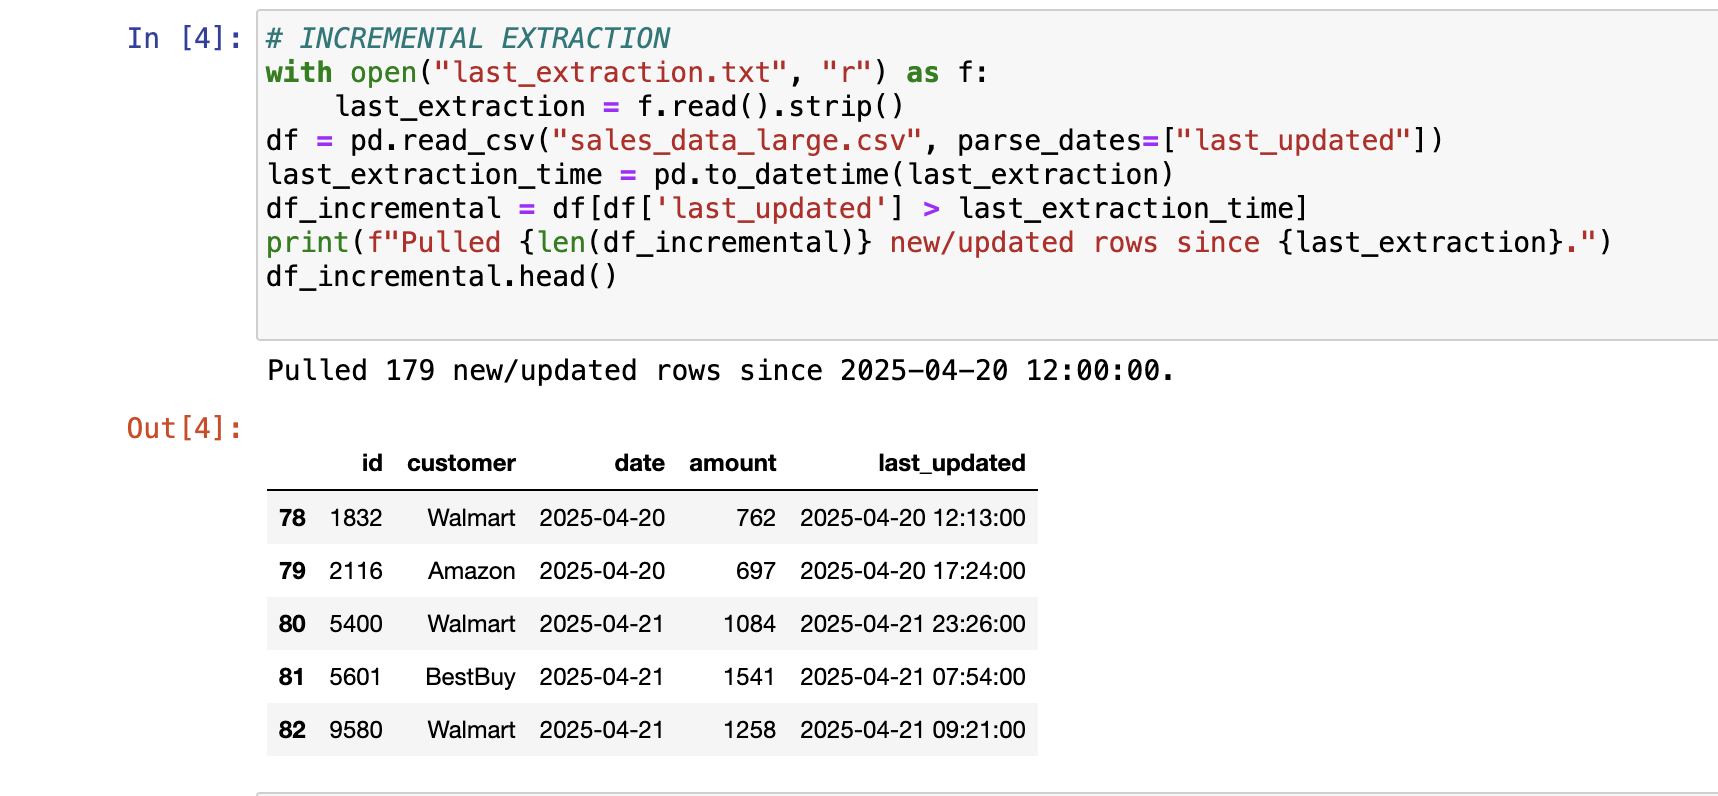 In [4]:
# INCREMENTAL EXTRACTION
with open("last_extraction.txt", "r") as f:
    last_extraction = f.read().strip()
df = pd.read_csv("sales_data_large.csv", parse_dates=["last_updated"])
last_extraction_time = pd.to_datetime(last_extraction)
df_incremental = df[df['last_updated'] > last_extraction_time]
print(f"Pulled {len(df_incremental)} new/updated rows since {last_extraction}.")
df_incremental.head()
Pulled 179 new/updated rows since 2025-04-20 12:00:00.
Out[4]:
id customer date amount last_updated
78 1832 Walmart 2025-04-20 762 2025-04-20 12:13:00
79 2116 Amazon 2025-04-20 697 2025-04-20 17:24:00
80 5400 Walmart 2025-04-21 1084 2025-04-21 23:26:00
81 5601 BestBuy 2025-04-21 1541 2025-04-21 07:54:00
82 9580 Walmart 2025-04-21 1258 2025-04-21 09:21:00